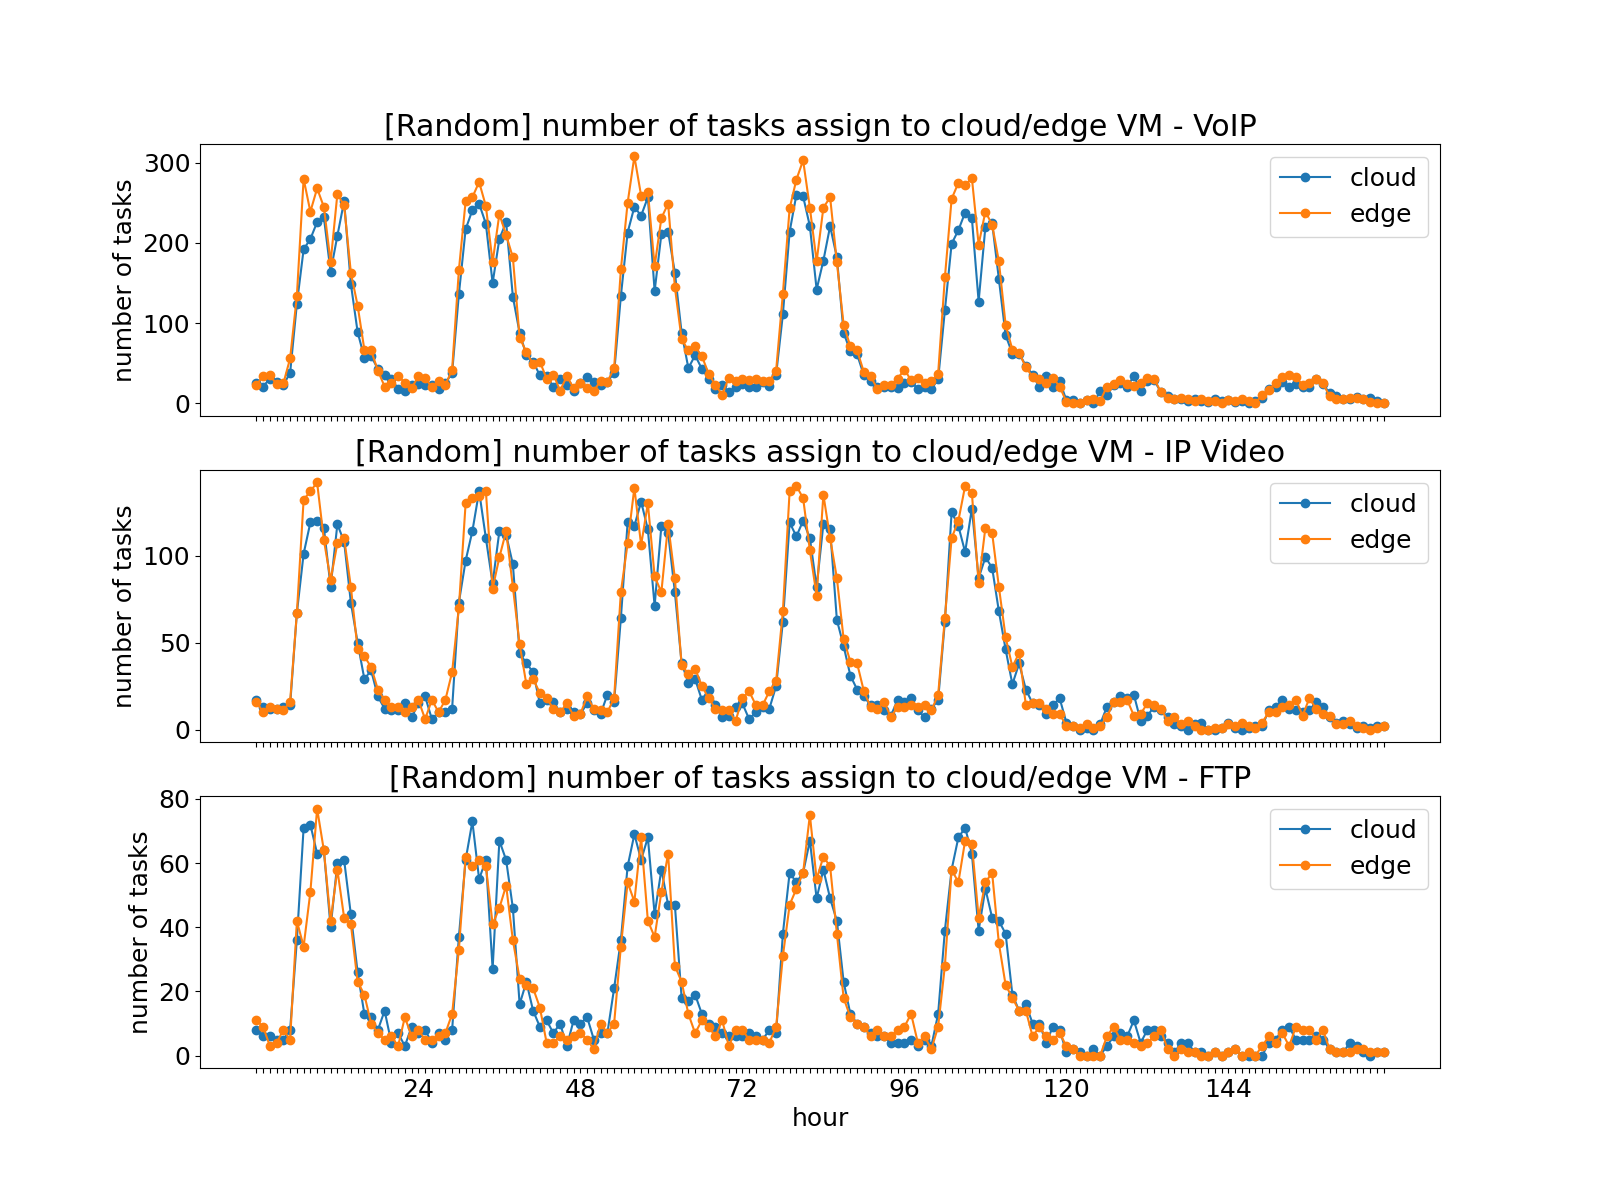 [Random] number of tasks assign to cloud/edge VM - VoIP
number of tasks
300
200
100
0
cloud
edge
[Random] number of tasks assign to cloud/edge VM - IP Video
number of tasks
100
50
0
cloud
edge
[Random] number of tasks assign to cloud/edge VM - FTP
number of tasks
80
60
40
20
0
cloud
edge
24 48 72 96 120 144
hour